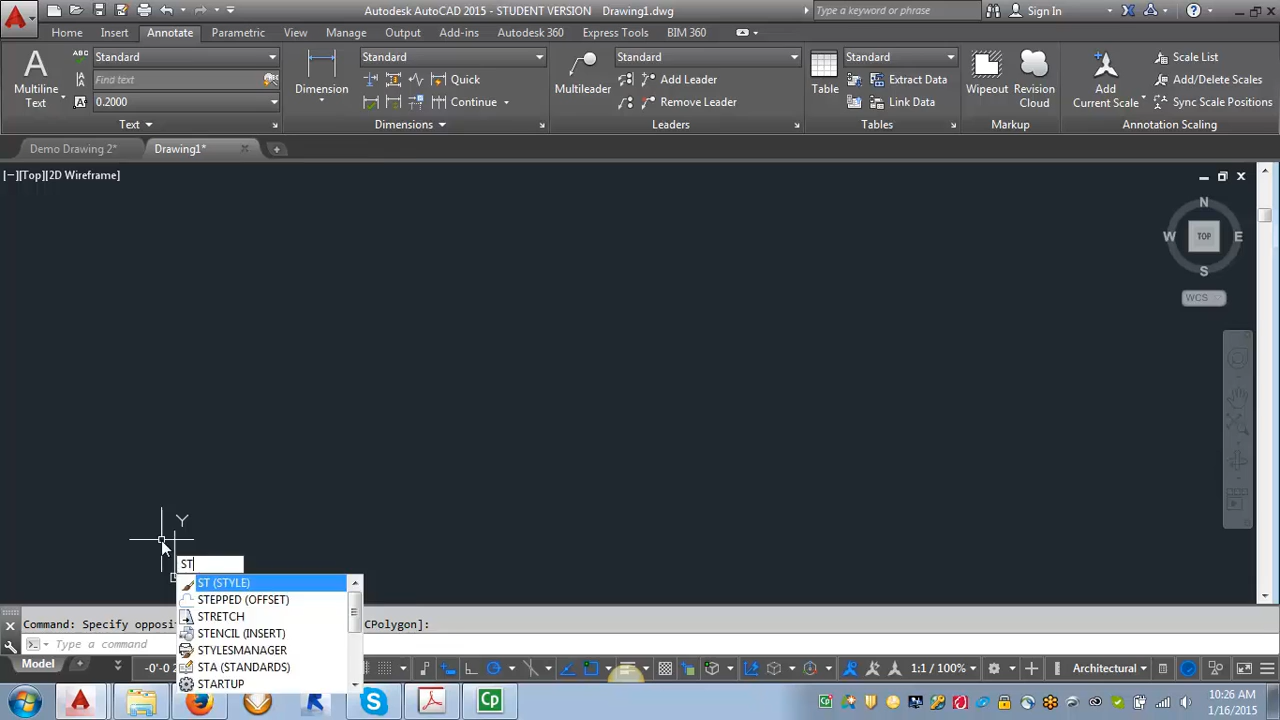 Autodesk AutoCAD 2015 - STUDENT VERSION Drawing1.dwg
Type a keyword or phrase
Sign In
Home Insert Annotate Parametric View Manage Output Add-ins Autodesk 360 Express Tools BIM 360
Multiline
Text
ABC
Standard
Find text
0.2000
Text
Dimension
Standard
Quick
Continue
Dimensions
Multileader
Standard
Add Leader
Remove Leader
Leaders
Table
Standard
Extract Data
Link Data
Tables
Wipeout
Revision
Cloud
Markup
Add
Current Scale
Scale List
Add/Delete Scales
Sync Scale Positions
Annotation Scaling
Demo Drawing 2*
Drawing1*
[−][Top][2D Wireframe]
N
W TOP E
S
WCS
Y
ST
ST (STYLE)
STEPPED (OFFSET)
STRETCH
STENCIL (INSERT)
STYLESMANAGER
STA (STANDARDS)
STARTUP
Command: Specify opposi
CPolygon]:
Type a command
Model
1:1 / 100%
Architectural
Cp
10:26 AM
1/16/2015